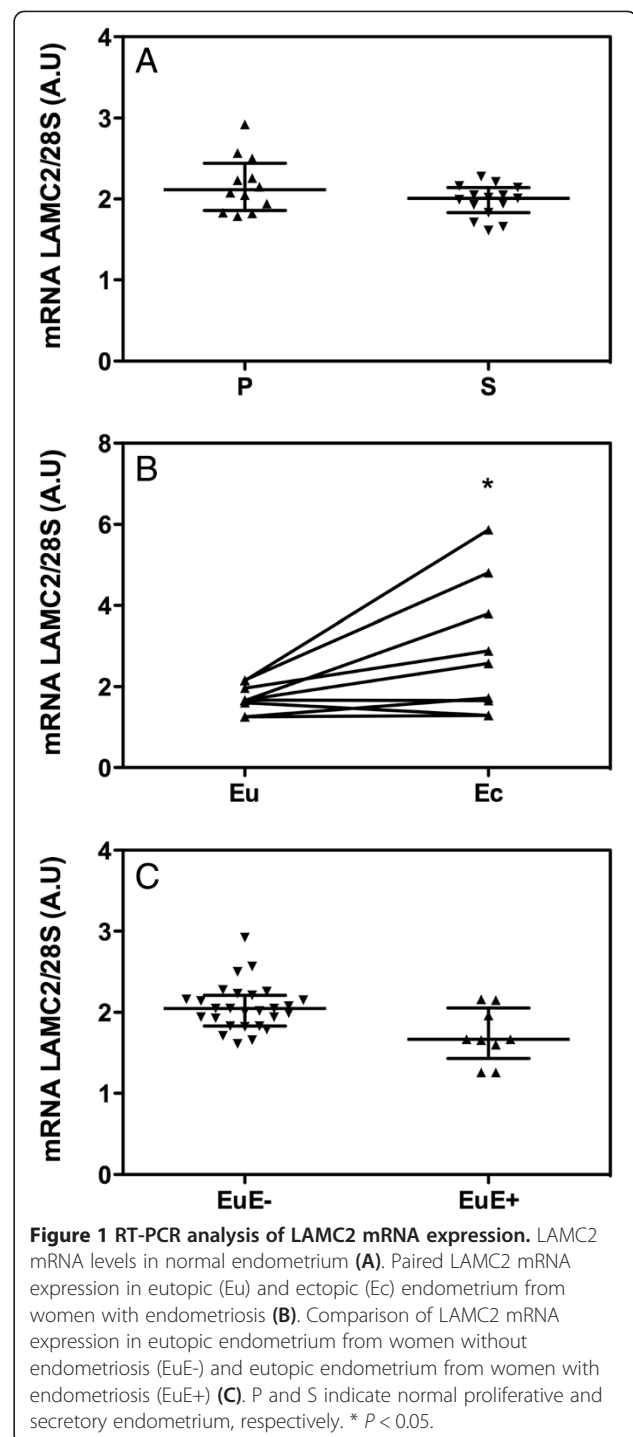 A
mRNA LAMC2/28S (A.U)
4
3
2
1
0
P S
B
mRNA LAMC2/28S (A.U)
8
6
4
2
0
*
Eu Ec
C
mRNA LAMC2/28S (A.U)
4
3
2
1
0
EuE- EuE+
Figure 1 RT-PCR analysis of LAMC2 mRNA expression. LAMC2
mRNA levels in normal endometrium (A). Paired LAMC2 mRNA
expression in eutopic (Eu) and ectopic (Ec) endometrium from
women with endometriosis (B). Comparison of LAMC2 mRNA
expression in eutopic endometrium from women without
endometriosis (EuE-) and eutopic endometrium from women with
endometriosis (EuE+) (C). P and S indicate normal proliferative and
secretory endometrium, respectively. * P < 0.05.